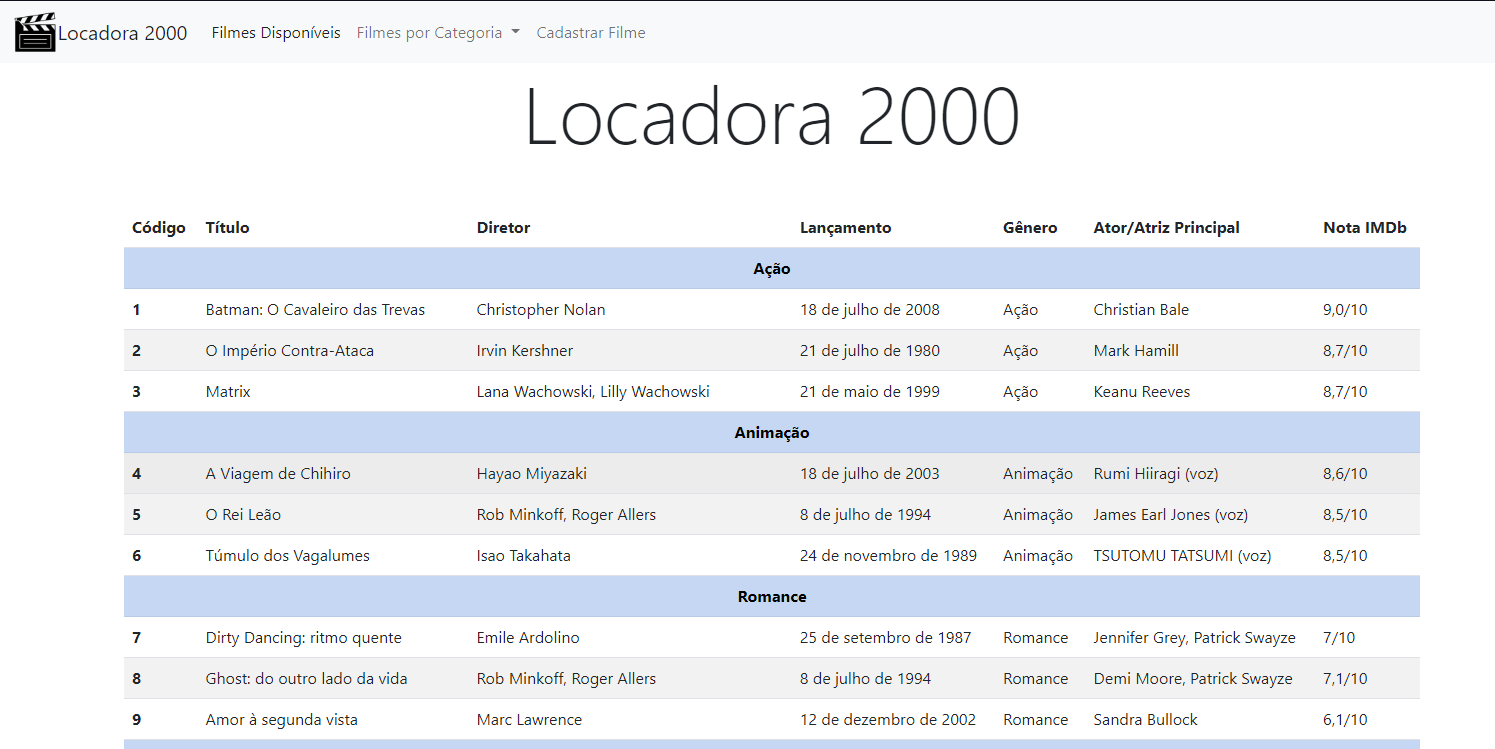 Locadora 2000 Filmes Disponíveis Filmes por Categoria Cadastrar Filme
Locadora 2000
Código Título Diretor Lançamento Gênero Ator/Atriz Principal Nota IMDb
Ação
1 Batman: O Cavaleiro das Trevas Christopher Nolan 18 de julho de 2008 Ação Christian Bale 9,0/10
2 O Império Contra-Ataca Irvin Kershner 21 de julho de 1980 Ação Mark Hamill 8,7/10
3 Matrix Lana Wachowski, Lilly Wachowski 21 de maio de 1999 Ação Keanu Reeves 8,7/10
Animação
4 A Viagem de Chihiro Hayao Miyazaki 18 de julho de 2003 Animação Rumi Hiiragi (voz) 8,6/10
5 O Rei Leão Rob Minkoff, Roger Allers 8 de julho de 1994 Animação James Earl Jones (voz) 8,5/10
6 Túmulo dos Vagalumes Isao Takahata 24 de novembro de 1989 Animação TSUTOMU TATSUMI (voz) 8,5/10
Romance
7 Dirty Dancing: ritmo quente Emile Ardolino 25 de setembro de 1987 Romance Jennifer Grey, Patrick Swayze 7/10
8 Ghost: do outro lado da vida Rob Minkoff, Roger Allers 8 de julho de 1994 Romance Demi Moore, Patrick Swayze 7,1/10
9 Amor à segunda vista Marc Lawrence 12 de dezembro de 2002 Romance Sandra Bullock 6,1/10